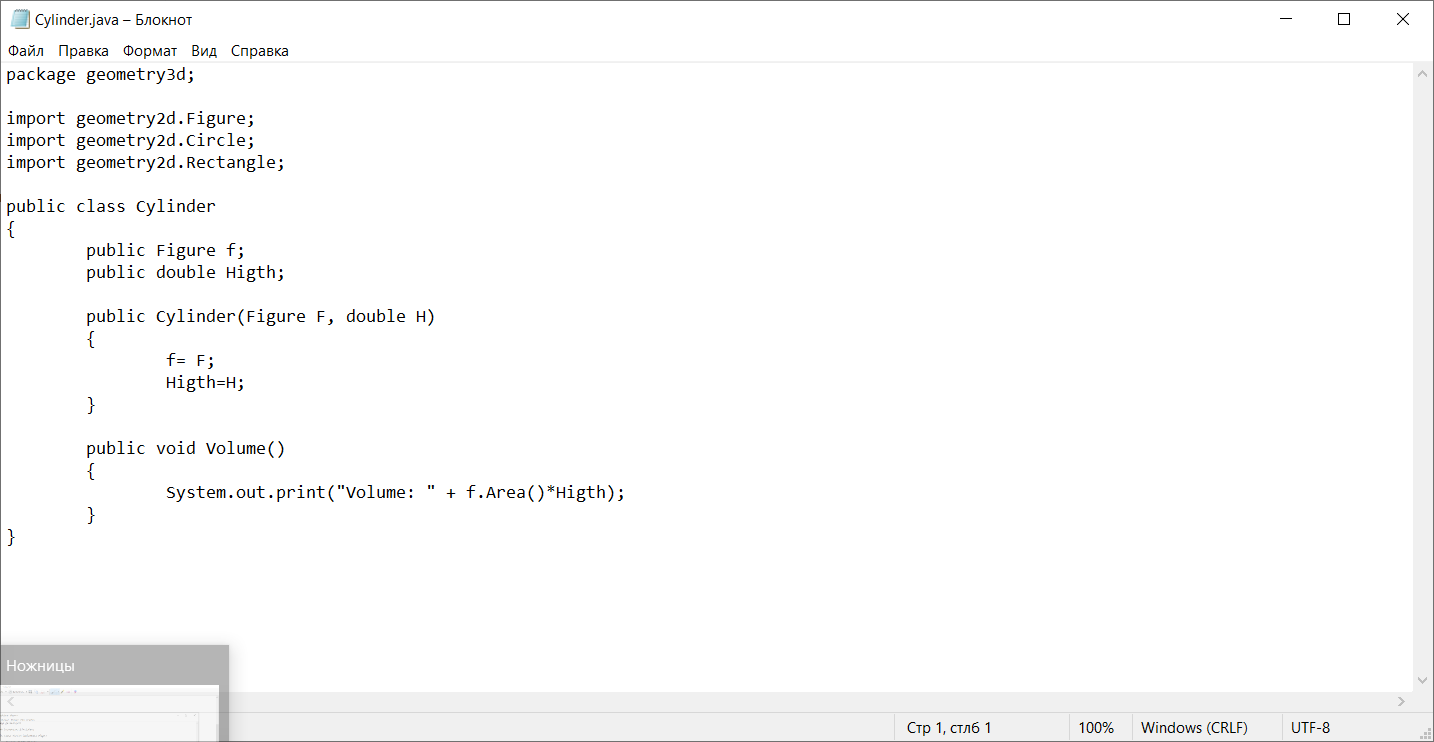 Cylinder.java – Блокнот
Файл Правка Формат Вид Справка
package geometry3d;
import geometry2d.Figure;
import geometry2d.Circle;
import geometry2d.Rectangle;
public class Cylinder
{
public Figure f;
public double Higth;
public Cylinder(Figure F, double H)
{
f= F;
Higth=H;
}
public void Volume()
{
System.out.print("Volume: " + f.Area()*Higth);
}
}
Ножницы
Стр 1, стлб 1 100% Windows (CRLF) UTF-8